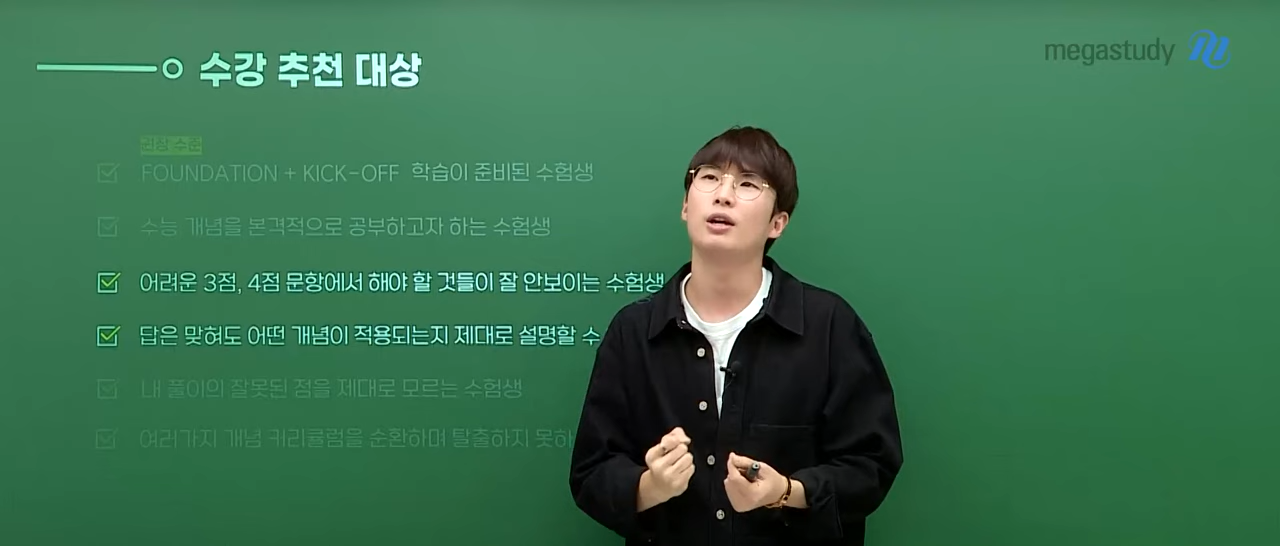 수강 추천 대상
megastudy
권장 수준
FOUNDATION + KICK-OFF 학습이 준비된 수험생
수능 개념을 본격적으로 공부하고자 하는 수험생
어려운 3점, 4점 문항에서 해야 할 것들이 잘 안보이는 수험생
답은 맞혀도 어떤 개념이 적용되는지 제대로 설명할 수
내 풀이의 잘못된 점을 제대로 모르는 수험생
여러가지 개념 커리큘럼을 순환하며 탈출하지 못하